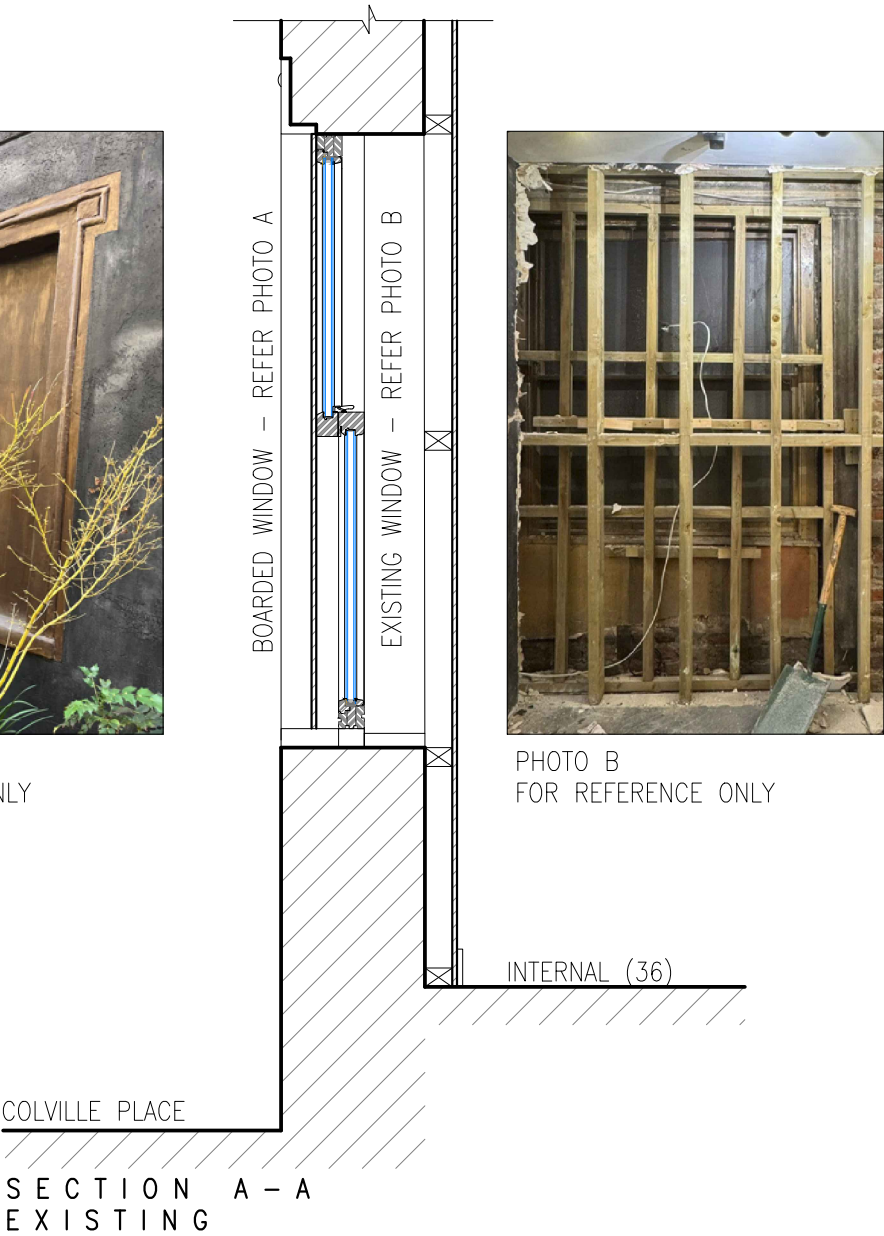 BOARDED WINDOW - REFER PHOTO A
EXISTING WINDOW - REFER PHOTO B
NLY
PHOTO B
FOR REFERENCE ONLY
INTERNAL (36)
COLVILLE PLACE
SECTION A-A
EXISTING